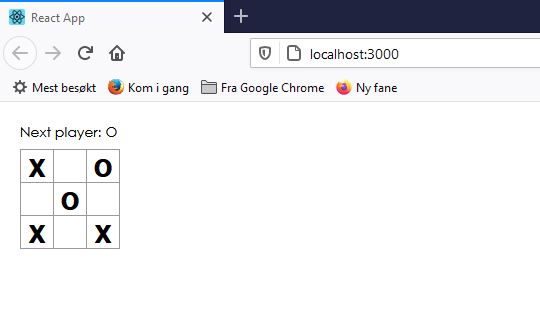 React App
localhost:3000
Mest besøkt Kom i gang Fra Google Chrome Ny fane
Next player: O
X O
O
X X